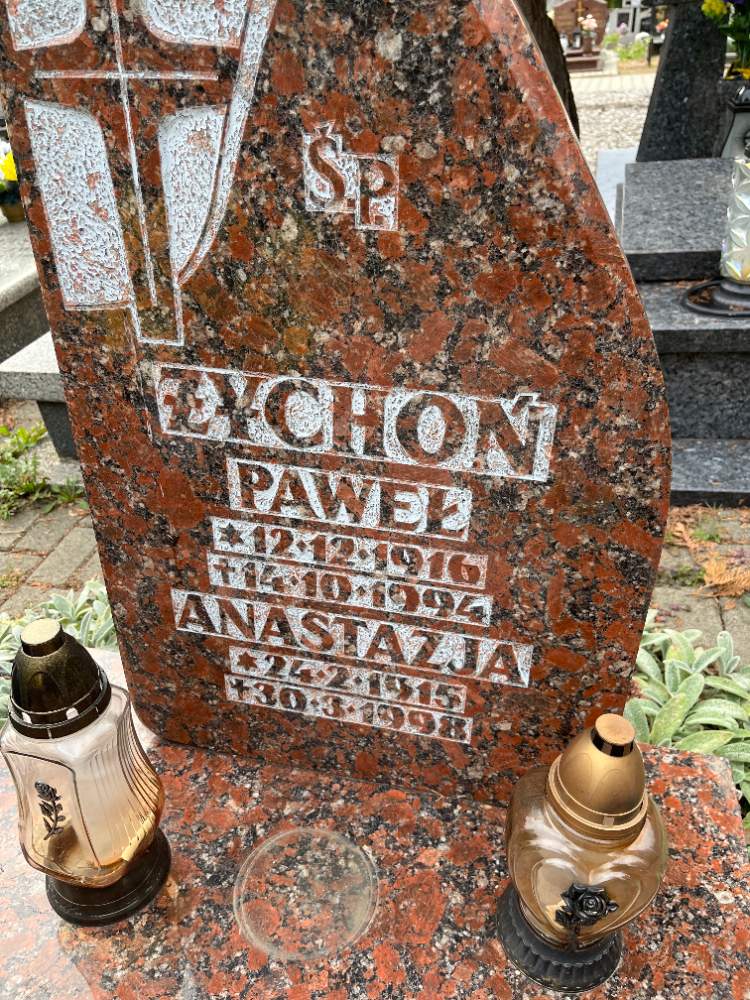 ŚP
ŻYCHOŃ
PAWEŁ
* 12·12·1916
† 14·10·1994
ANASTAZJA
* 24·2·1915
† 30·3·1998